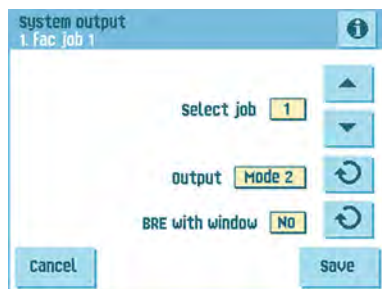 System output
1. Fac job 1
Select job 1
Output Mode 2
BRE with window No
Cancel
Save